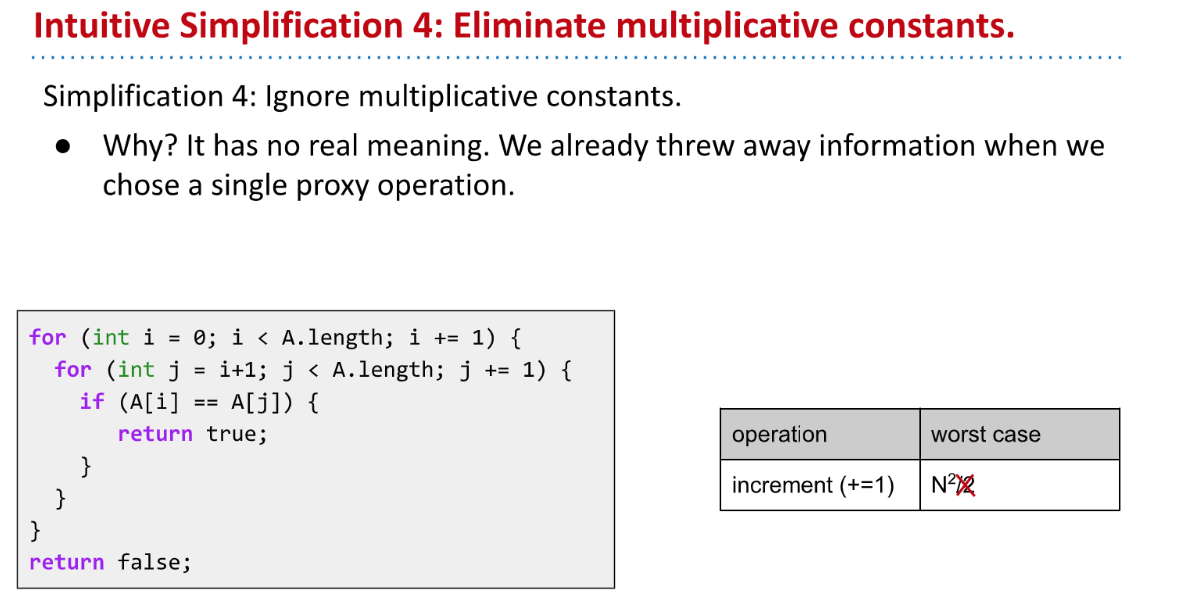 Intuitive Simplification 4: Eliminate multiplicative constants.
Simplification 4: Ignore multiplicative constants.
● Why? It has no real meaning. We already threw away information when we
chose a single proxy operation.
for (int i = 0; i < A.length; i += 1) {
  for (int j = i+1; j < A.length; j += 1) {
    if (A[i] == A[j]) {
       return true;
    }
  }
}
return false;
operation worst case
increment (+=1) N²/2